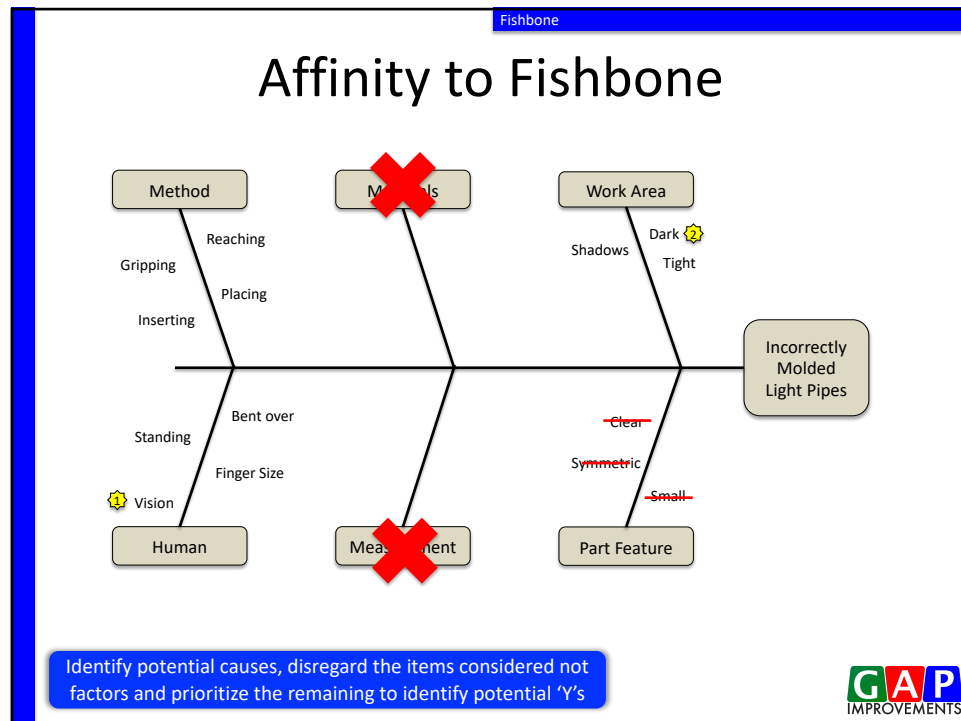 Fishbone
Affinity to Fishbone
Method
Work Area
Reaching
Gripping
Placing
Inserting
Shadows
Dark 2
Tight
Incorrectly
Molded
Light Pipes
Bent over
Standing
Finger Size
1 Vision
Clear
Symmetric
Small
Human
Part Feature
Identify potential causes, disregard the items considered not
factors and prioritize the remaining to identify potential ‘Y’s
GAP
IMPROVEMENTS